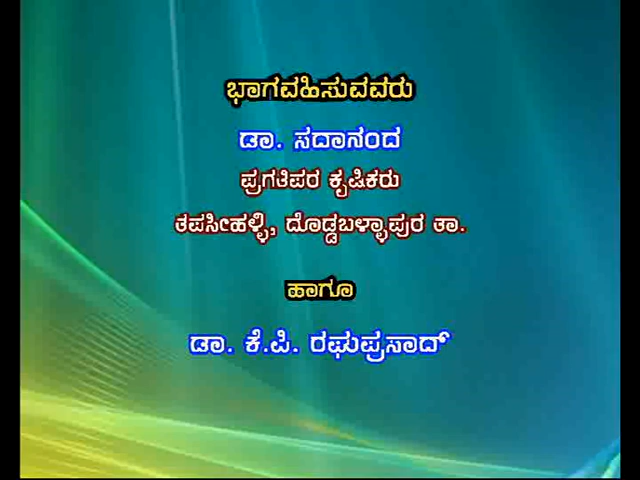 ಭಾಗವಹಿಸುವವರು
ಡಾ. ಸದಾನಂದ
ಪ್ರಗತಿಪರ ಕೃಷಿಕರು
ತಪಸೀಹಳ್ಳಿ, ದೊಡ್ಡಬಳ್ಳಾಪುರ ತಾ.
ಹಾಗೂ
ಡಾ. ಕೆ.ಪಿ. ರಘುಪ್ರಸಾದ್